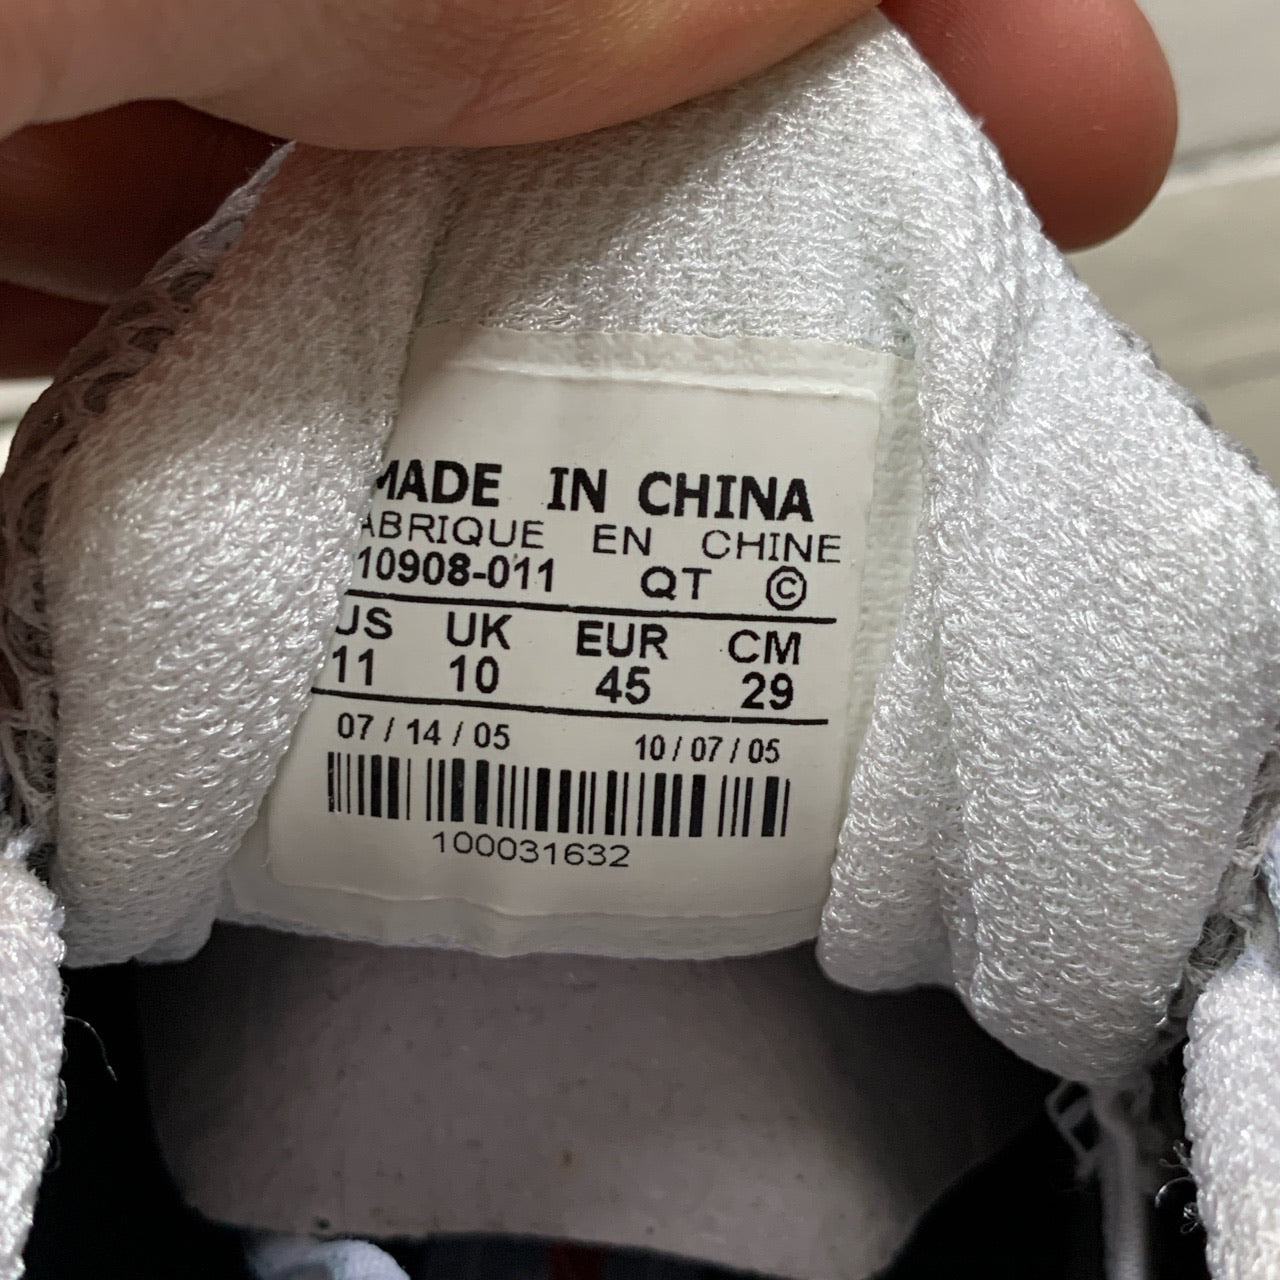 MADE IN CHINA
ABRIQUE EN CHINE
10908-011 QT ©
US UK EUR CM
11 10 45 29
07 / 14 / 05 10 / 07 / 05
100031632